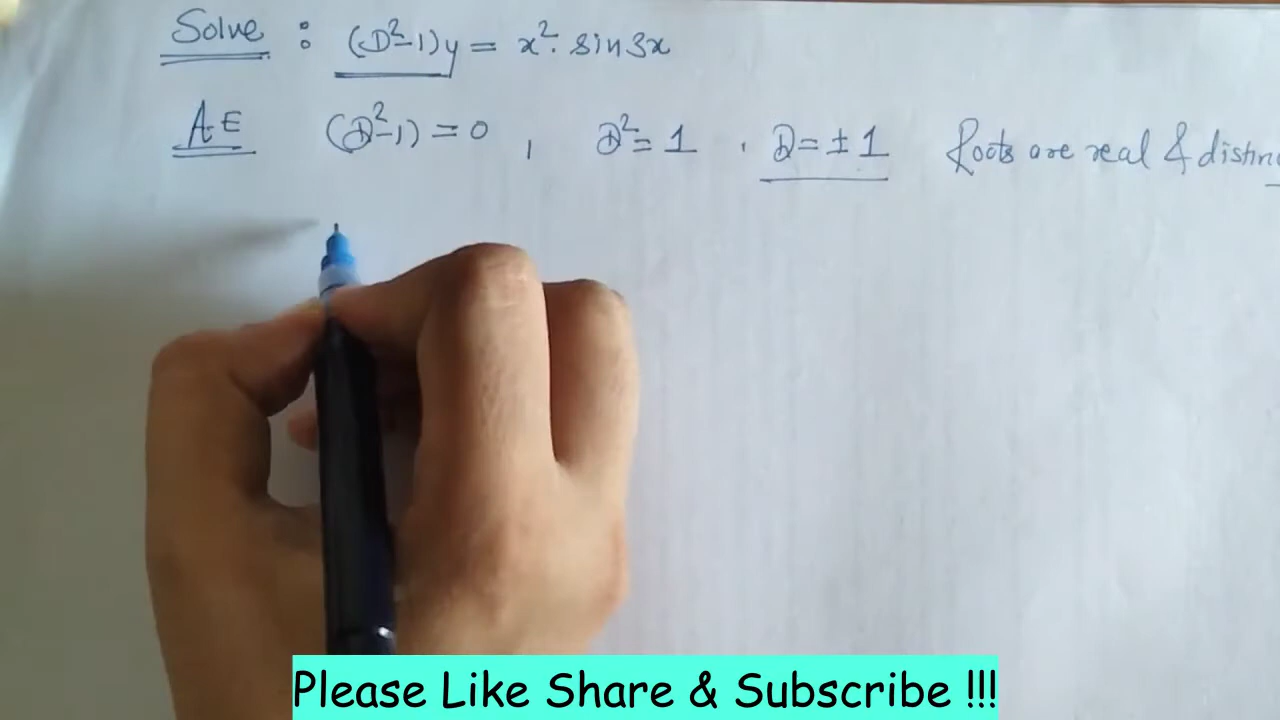 Solve : (D²-1)y = x². sin3x
AE (D²-1) = 0 , D² = 1 . D = ±1 Roots are real & distinc
Please Like Share & Subscribe !!!